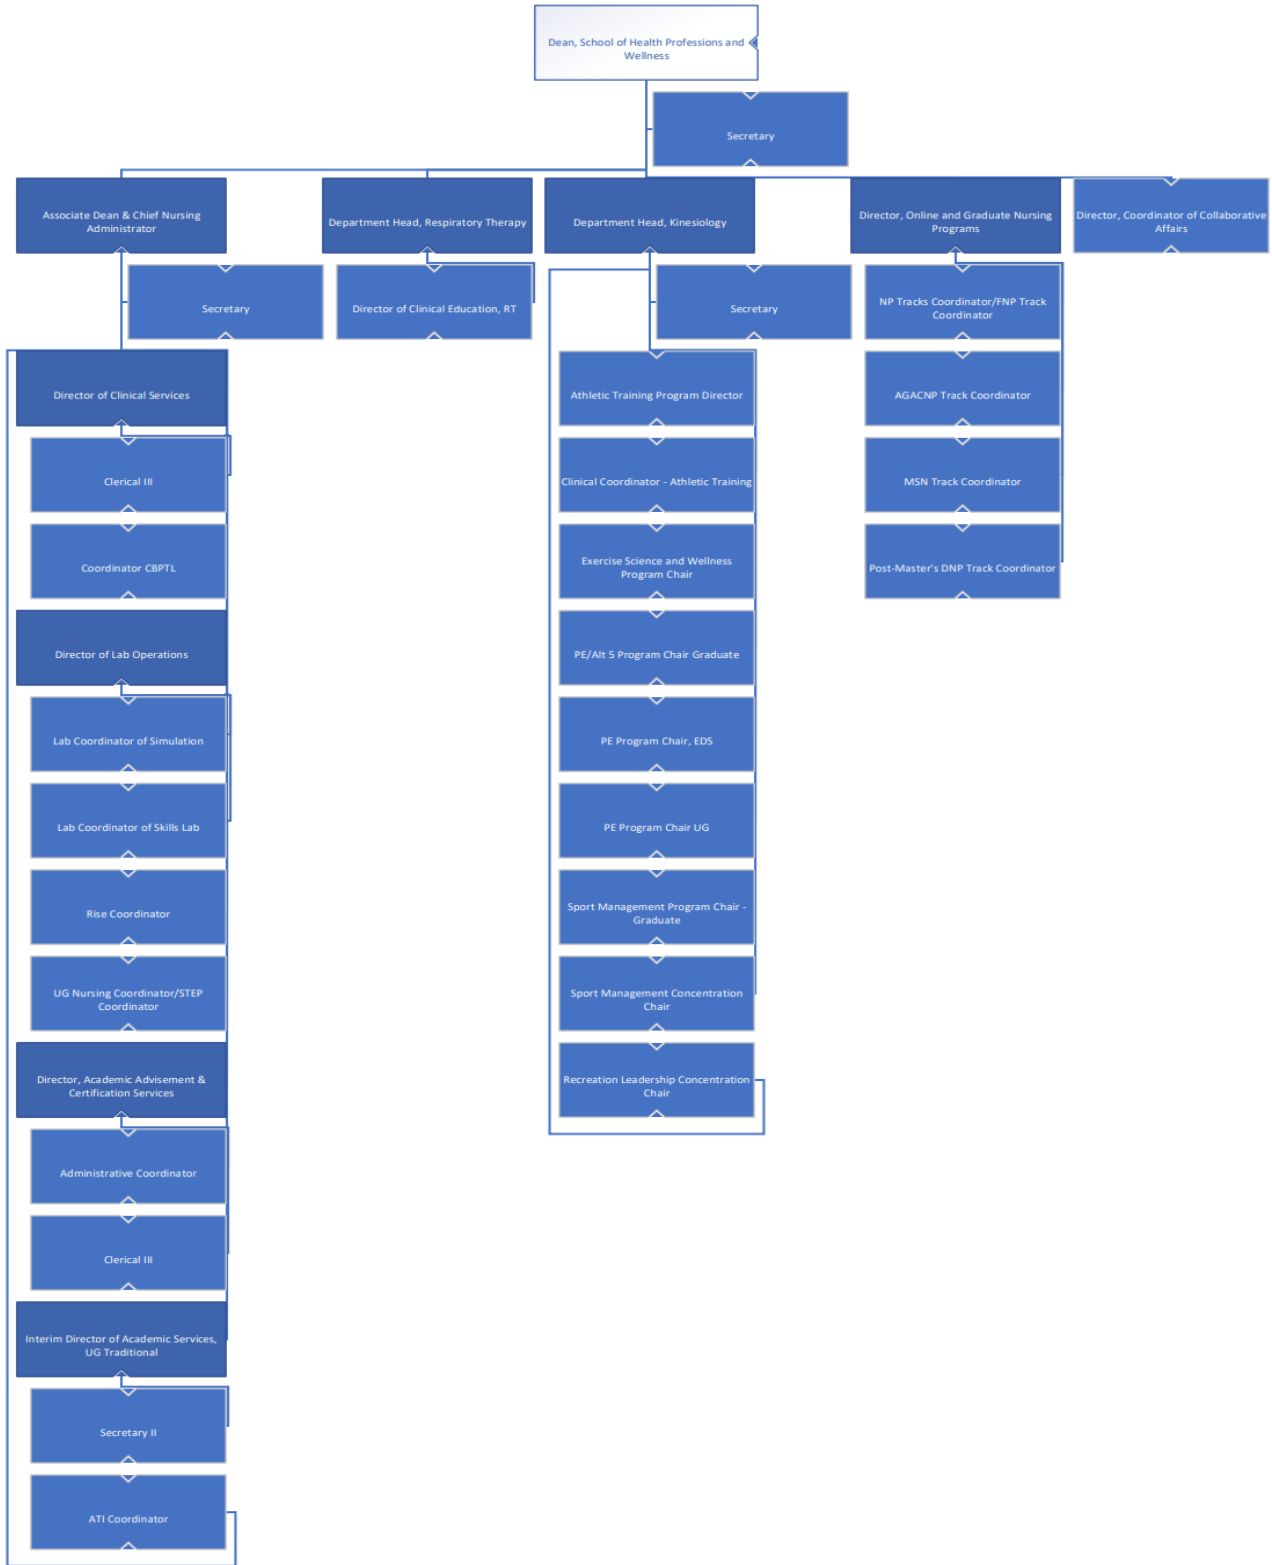 Dean, School of Health Professions and
Wellness
Secretary
Associate Dean & Chief Nursing
Administrator
Department Head, Respiratory Therapy
Department Head, Kinesiology
Director, Online and Graduate Nursing
Programs
Director, Coordinator of Collaborative
Affairs
Secretary
Director of Clinical Education, RT
Secretary
NP Tracks Coordinator/FNP Track
Coordinator
Director of Clinical Services
Athletic Training Program Director
AGACNP Track Coordinator
Clerical III
Clinical Coordinator - Athletic Training
MSN Track Coordinator
Coordinator CBPTL
Exercise Science and Wellness
Program Chair
Post-Master's DNP Track Coordinator
Director of Lab Operations
PE/Alt 5 Program Chair Graduate
Lab Coordinator of Simulation
PE Program Chair, EDS
Lab Coordinator of Skills Lab
PE Program Chair UG
Rise Coordinator
Sport Management Program Chair -
Graduate
UG Nursing Coordinator/STEP
Coordinator
Sport Management Concentration
Chair
Director, Academic Advisement &
Certification Services
Recreation Leadership Concentration
Chair
Administrative Coordinator
Clerical III
Interim Director of Academic Services,
UG Traditional
Secretary II
ATI Coordinator